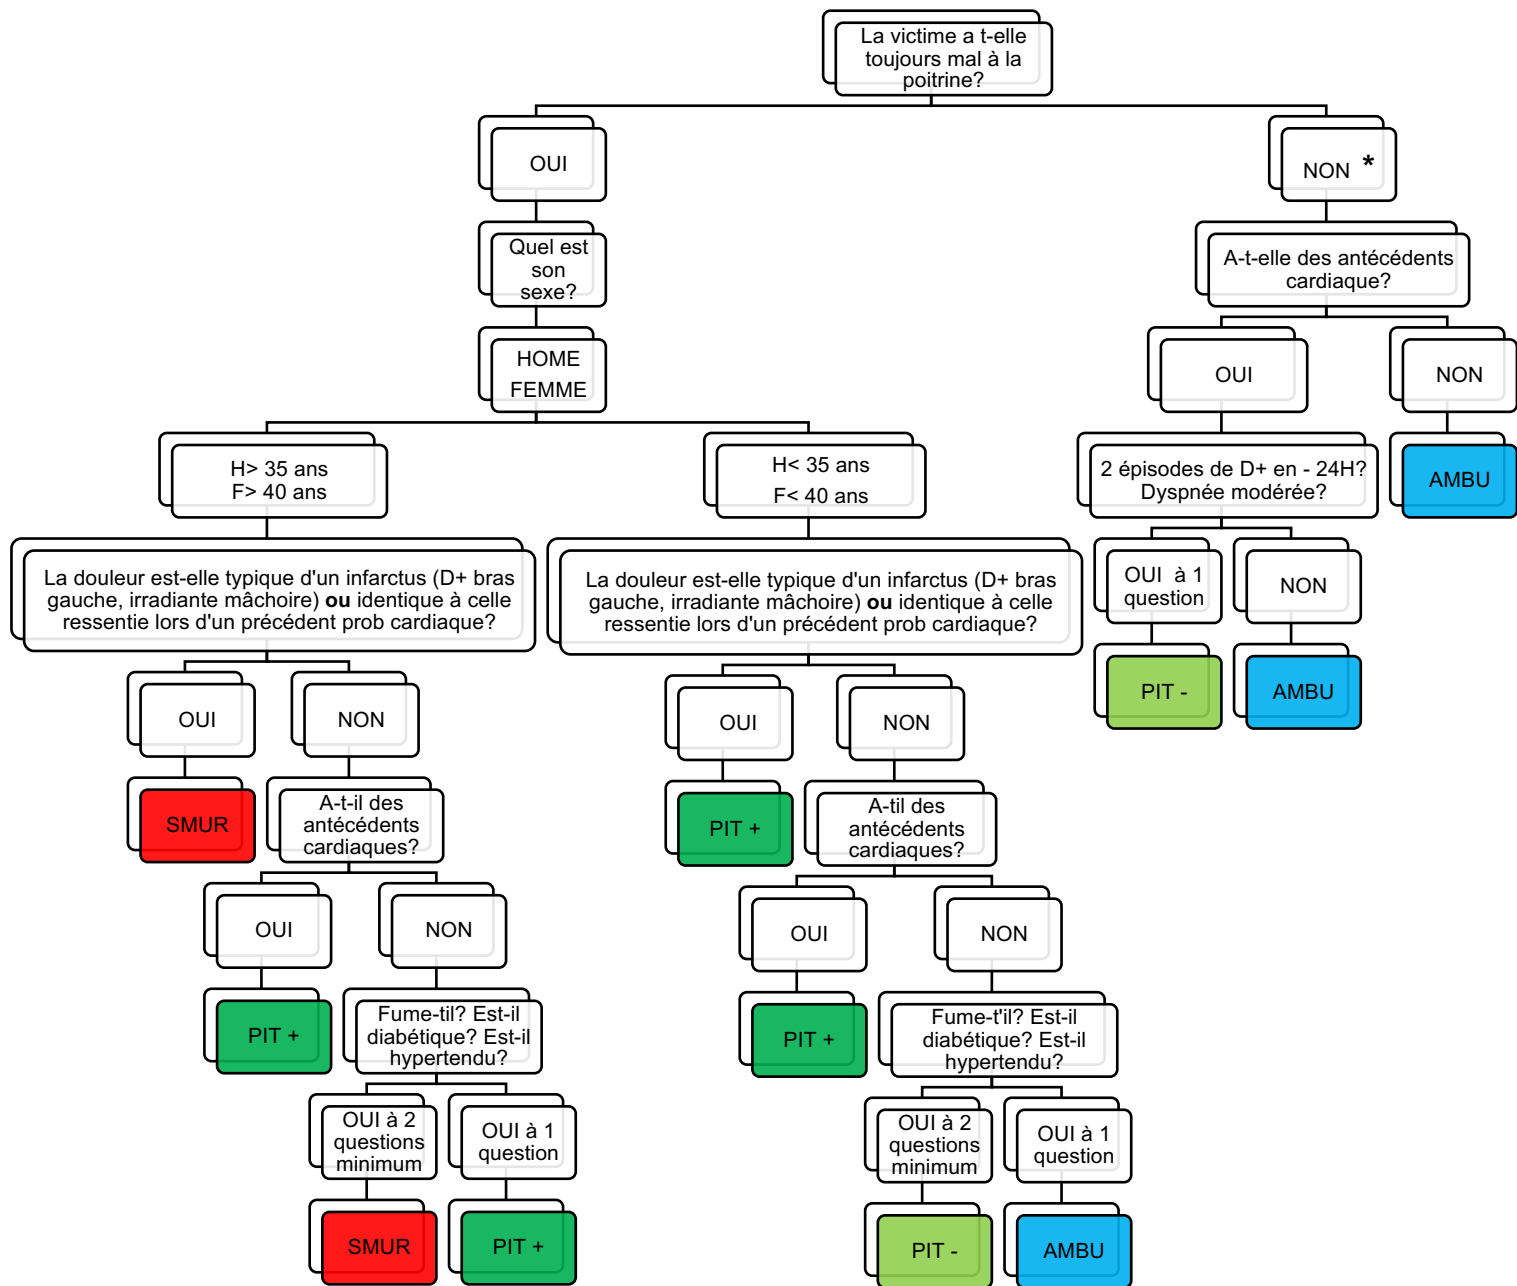 La victime a t-elle
toujours mal à la
poitrine?
OUI
NON *
Quel est
son
sexe?
A-t-elle des antécédents
cardiaque?
HOME
FEMME
OUI
NON
H> 35 ans
F> 40 ans
H< 35 ans
F< 40 ans
2 épisodes de D+ en - 24H?
Dyspnée modérée?
AMBU
La douleur est-elle typique d'un infarctus (D+ bras
gauche, irradiante mâchoire) ou identique à celle
ressentie lors d'un précédent prob cardiaque?
La douleur est-elle typique d'un infarctus (D+ bras
gauche, irradiante mâchoire) ou identique à celle
ressentie lors d'un précédent prob cardiaque?
OUI à 1
question
NON
PIT -
AMBU
OUI
NON
OUI
NON
SMUR
A-t-il des
antécédents
cardiaques?
PIT +
A-til des
antécédents
cardiaques?
OUI
NON
OUI
NON
PIT +
Fume-til? Est-il
diabétique? Est-il
hypertendu?
PIT +
Fume-t'il? Est-il
diabétique? Est-il
hypertendu?
OUI à 2
questions
minimum
OUI à 1
question
OUI à 2
questions
minimum
OUI à 1
question
SMUR
PIT +
PIT -
AMBU